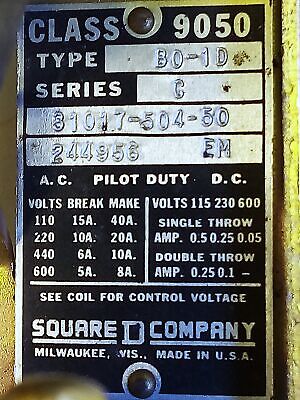 CLASS 9050
TYPE BO-1D
SERIES C
31017-504-50
244956 EM
A.C. PILOT DUTY D.C.
VOLTS BREAK MAKE VOLTS 115 230 600
110 15A. 40A. SINGLE THROW
220 10A. 20A. AMP. 0.5 0.25 0.05
440 6A. 10A. DOUBLE THROW
600 5A. 8A. AMP. 0.25 0.1 —
SEE COIL FOR CONTROL VOLTAGE
SQUARE D COMPANY
MILWAUKEE, WIS., MADE IN U.S.A.